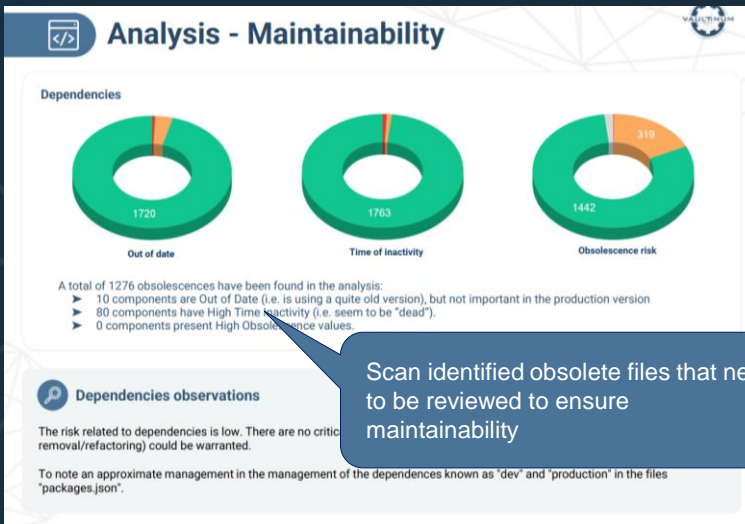 </>
Analysis - Maintainability
VAULTINUM
Dependencies
319
1720
1763
1442
Out of date
Time of inactivity
Obsolescence risk
A total of 1276 obsolescences have been found in the analysis:
➤ 10 components are Out of Date (i.e. is using a quite old version), but not important in the production version
➤ 80 components have High Time Inactivity (i.e. seem to be "dead").
➤ 0 components present High Obsolescence values.
Scan identified obsolete files that
to be reviewed to ensure
maintainability
Dependencies observations
The risk related to dependencies is low. There are no
removal/refactoring) could be warranted.
To note an approximate management in the management of the dependences known as "dev" and "production" in the files
"packages.json".